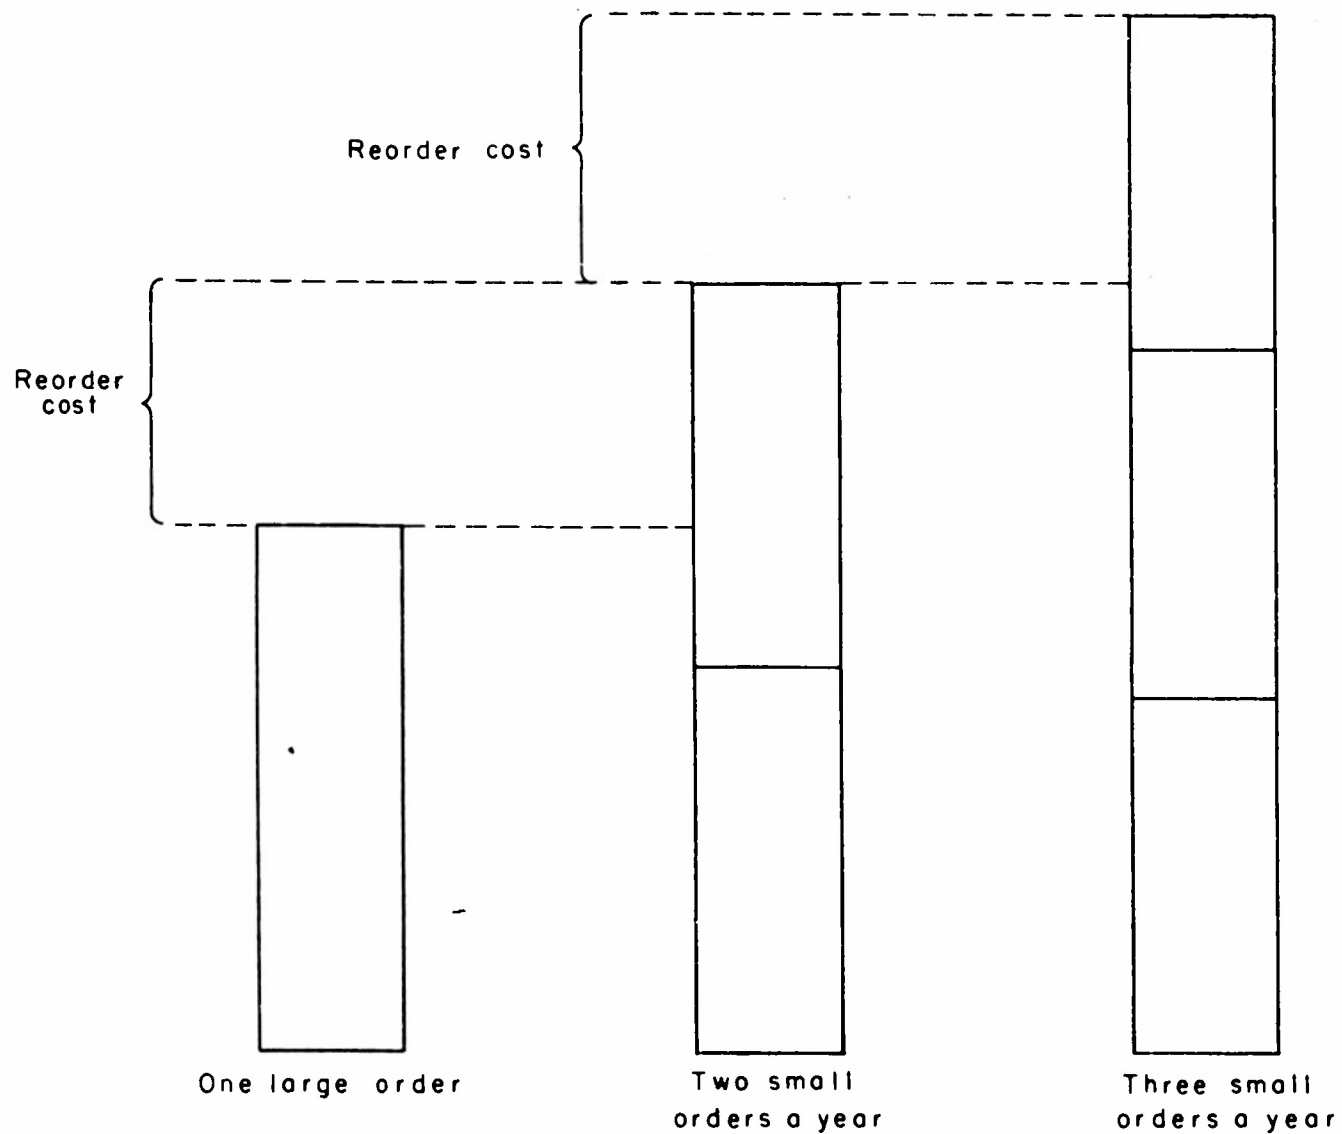 Reorder cost
Reorder
cost
One large order
Two small
orders a year
Three small
orders a year